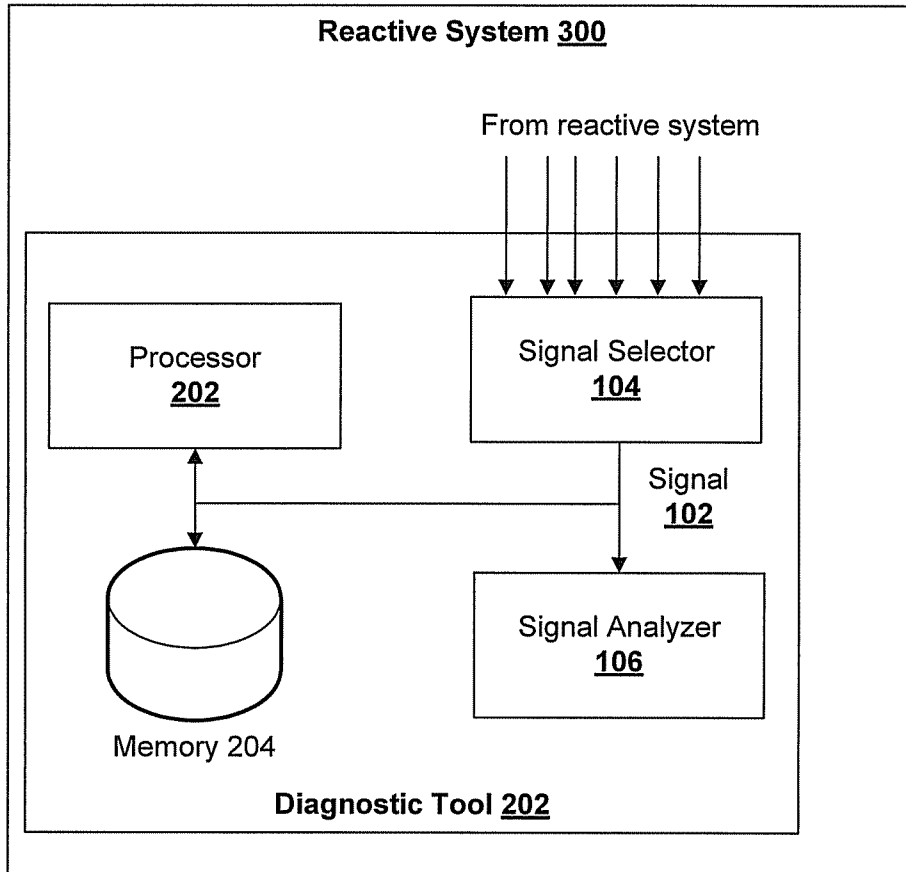 Reactive System 300
From reactive system
Processor
202
Signal Selector
104
Signal
102
Signal Analyzer
106
Memory 204
Diagnostic Tool 202